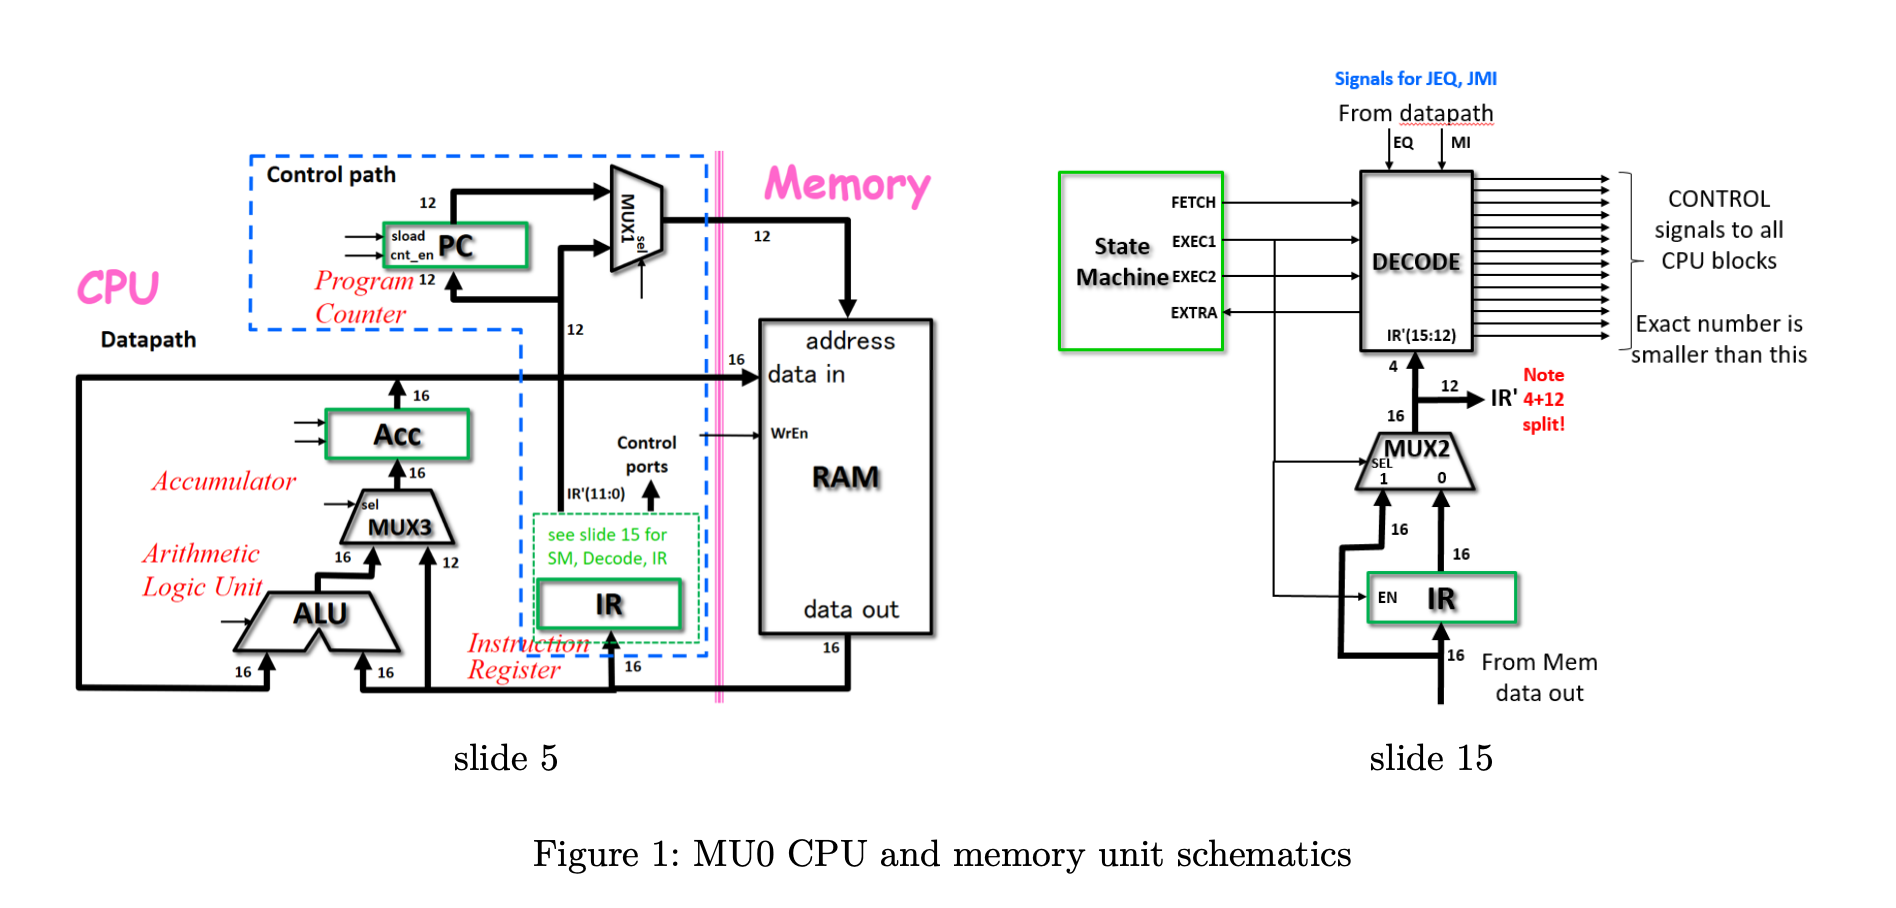 Control path
12
sload
cnt_en
PC
12
Program
Counter
MUX1
sel
12
Memory
CPU
Datapath
12
16
address
data in
WrEn
RAM
data out
16
16
Acc
16
Accumulator
sel
MUX3
16
12
Arithmetic
Logic Unit
ALU
16
16
Control
ports
IR'(11:0)
see slide 15 for
SM, Decode, IR
IR
Instruction
Register
16
slide 5
Signals for JEQ, JMI
From datapath
EQ
MI
State
Machine
FETCH
EXEC1
EXEC2
EXTRA
DECODE
IR'(15:12)
CONTROL
signals to all
CPU blocks
Exact number is
smaller than this
4
12
IR'
Note
4+12
split!
16
MUX2
SEL
1
0
16
16
EN
IR
16
From Mem
data out
slide 15
Figure 1: MU0 CPU and memory unit schematics